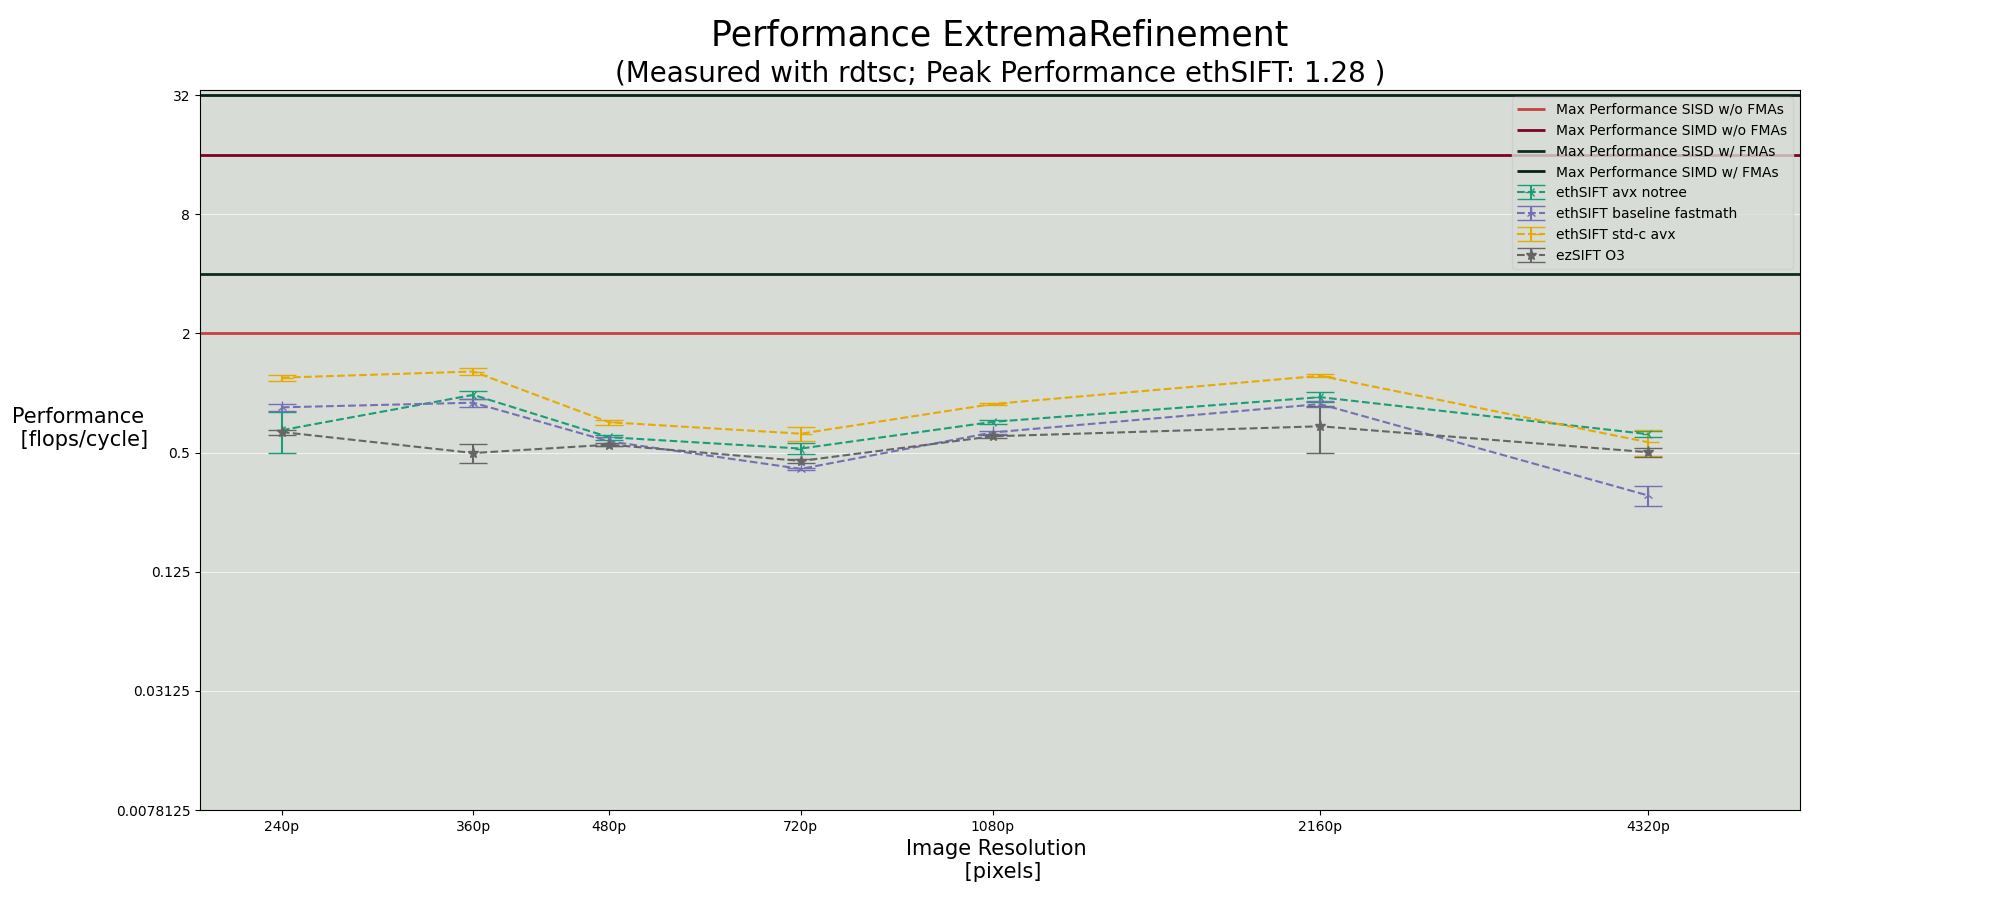 Performance ExtremaRefinement
(Measured with rdtsc; Peak Performance ethSIFT: 1.28 )
32
8
2
0.5
0.125
0.03125
0.0078125
Performance
[flops/cycle]
Max Performance SISD w/o FMAs
Max Performance SIMD w/o FMAs
Max Performance SISD w/ FMAs
Max Performance SIMD w/ FMAs
ethSIFT avx notree
ethSIFT baseline fastmath
ethSIFT std-c avx
ezSIFT O3
240p 360p 480p 720p 1080p 2160p 4320p
Image Resolution
[pixels]